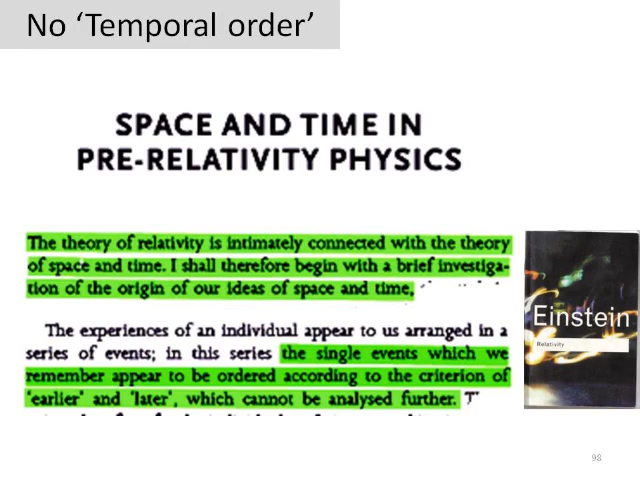 No ‘Temporal order’
SPACE AND TIME IN
PRE-RELATIVITY PHYSICS
The theory of relativity is intimately connected with the theory
of space and time. I shall therefore begin with a brief investiga-
tion of the origin of our ideas of space and time,
The experiences of an individual appear to us arranged in a
series of events; in this series the single events which we
remember appear to be ordered according to the criterion of
'earlier' and 'later', which cannot be analysed further.
Einstein
Relativity
98